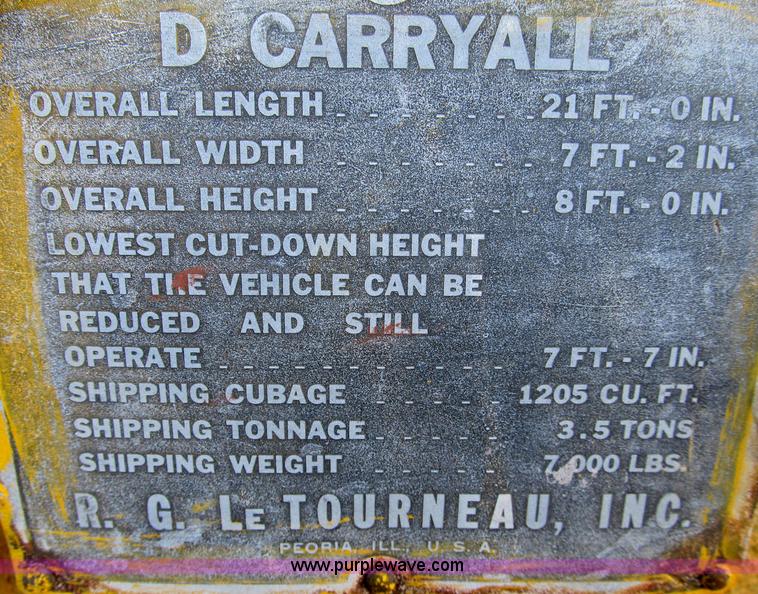 D CARRYALL
OVERALL LENGTH _ _ _ _ _ _ _ 21 FT. - 0 IN.
OVERALL WIDTH _ _ _ _ _ _ _ 7 FT. - 2 IN.
OVERALL HEIGHT _ _ _ _ _ _ _ 8 FT. - 0 IN.
LOWEST CUT-DOWN HEIGHT
THAT THE VEHICLE CAN BE
REDUCED AND STILL
OPERATE _ _ _ _ _ _ _ _ _ _ _ 7 FT. - 7 IN.
SHIPPING CUBAGE _ _ _ _ _ 1205 CU. FT.
SHIPPING TONNAGE _ _ _ _ _ 3.5 TONS
SHIPPING WEIGHT _ _ _ _ _ 7,000 LBS.
R. G. LE TOURNEAU, INC.
PEORIA, ILL., U.S.A.
www.purplewave.com